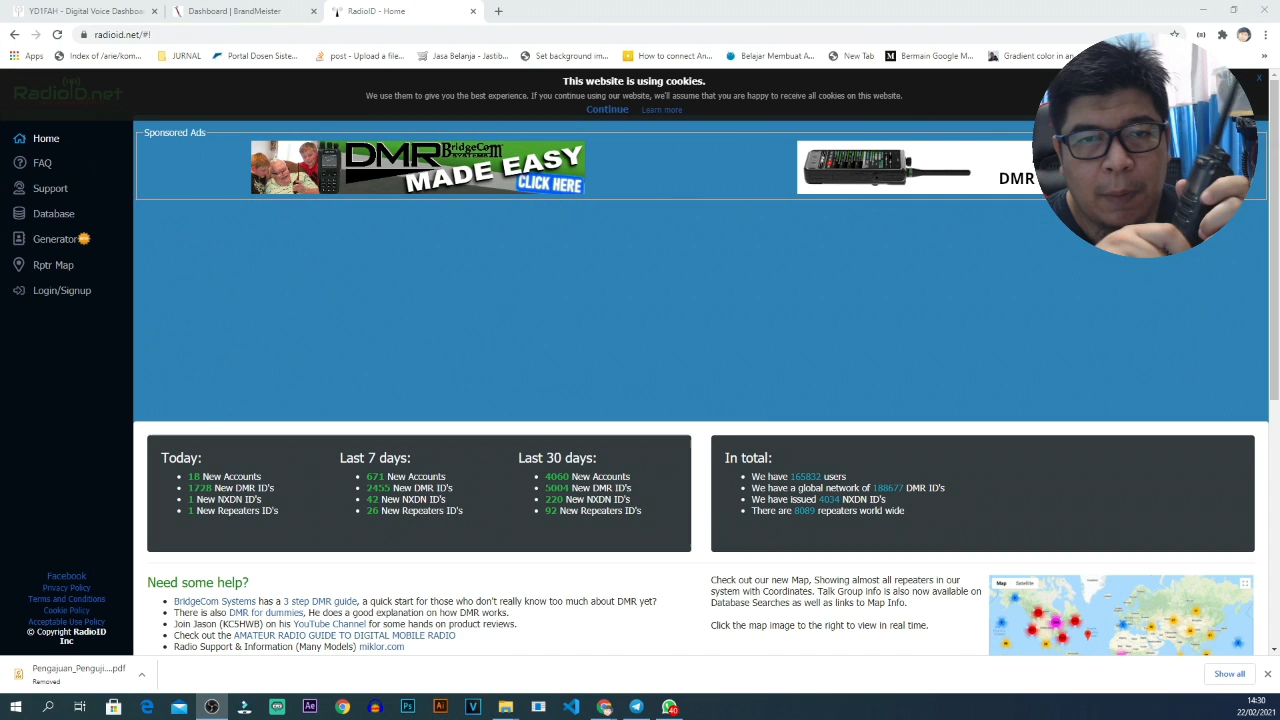 YD1FAH - Digital Voice Dashboard
Dashboard | BrandMeister
RadioID - Home
radioid.net/#!
Apps
Index of /arie/kom...
JURNAL
Portal Dosen Siste...
post - Upload a file...
Jasa Belanja - Jastib...
Set background im...
How to connect An...
Belajar Membuat A...
New Tab
Bermain Google M...
Gradient color in an
RadioID.net
This website is using cookies.
We use them to give you the best experience. If you continue using our website, we'll assume that you are happy to receive all cookies on this website.
Continue Learn more
X
Home
FAQ
Support
Database
Generator
Rptr Map
Login/Signup
Sponsored Ads
DMR BridgeCom SYSTEMS
MADE EASY
CLICK HERE
DMR
Today:
18 New Accounts
1728 New DMR ID's
1 New NXDN ID's
1 New Repeaters ID's
Last 7 days:
671 New Accounts
2455 New DMR ID's
42 New NXDN ID's
26 New Repeaters ID's
Last 30 days:
4060 New Accounts
5004 New DMR ID's
220 New NXDN ID's
92 New Repeaters ID's
In total:
We have 165832 users
We have a global network of 188677 DMR ID's
We have issued 4034 NXDN ID's
There are 8089 repeaters world wide
Need some help?
BridgeCom Systems has a 3 step DMR guide, a quick start for those who don't really know too much about DMR yet?
There is also DMR for dummies, He does a good explanation on how DMR works.
Join Jason (KC5HWB) on his YouTube Channel for some hands on product reviews.
Check out the AMATEUR RADIO GUIDE TO DIGITAL MOBILE RADIO
Radio Support & Information (Many Models) miklor.com
Check out our new Map, Showing almost all repeaters in our
system with Coordinates. Talk Group info is also now available on
Database Searches as well as links to Map Info.
Click the map image to the right to view in real time.
Map Satellite
Facebook
Privacy Policy
Terms and Conditions
Cookie Policy
Acceptable Use Policy
© Copyright RadioID
Inc
Pengajuan_Penguji....pdf
Removed
Show all
40
14:30
22/02/2021